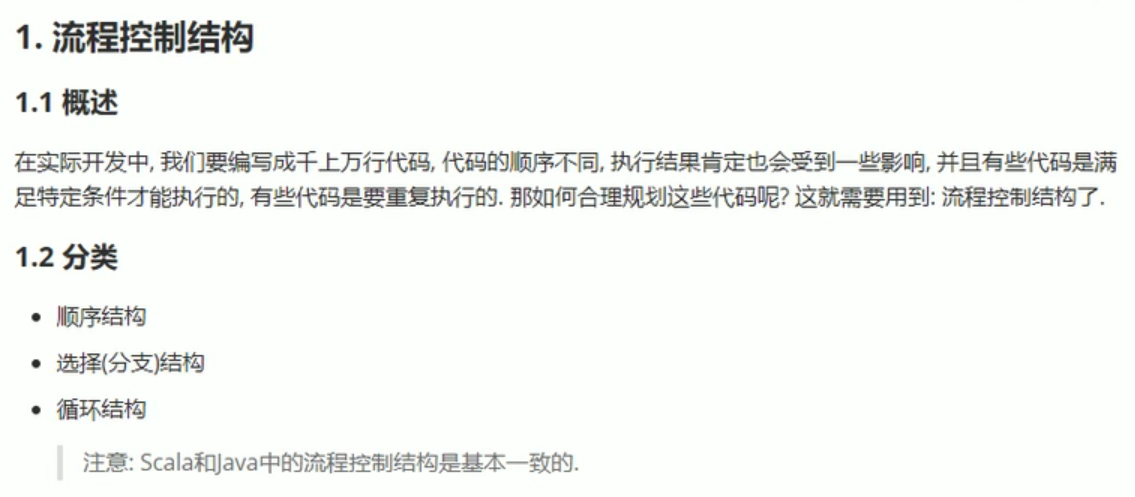 1. 流程控制结构
1.1 概述
在实际开发中, 我们要编写成千上万行代码, 代码的顺序不同, 执行结果肯定也会受到一些影响, 并且有些代码是满
足特定条件才能执行的, 有些代码是要重复执行的. 那如何合理规划这些代码呢? 这就需要用到: 流程控制结构了.
1.2 分类
• 顺序结构
• 选择(分支)结构
• 循环结构
注意: Scala和Java中的流程控制结构是基本一致的.